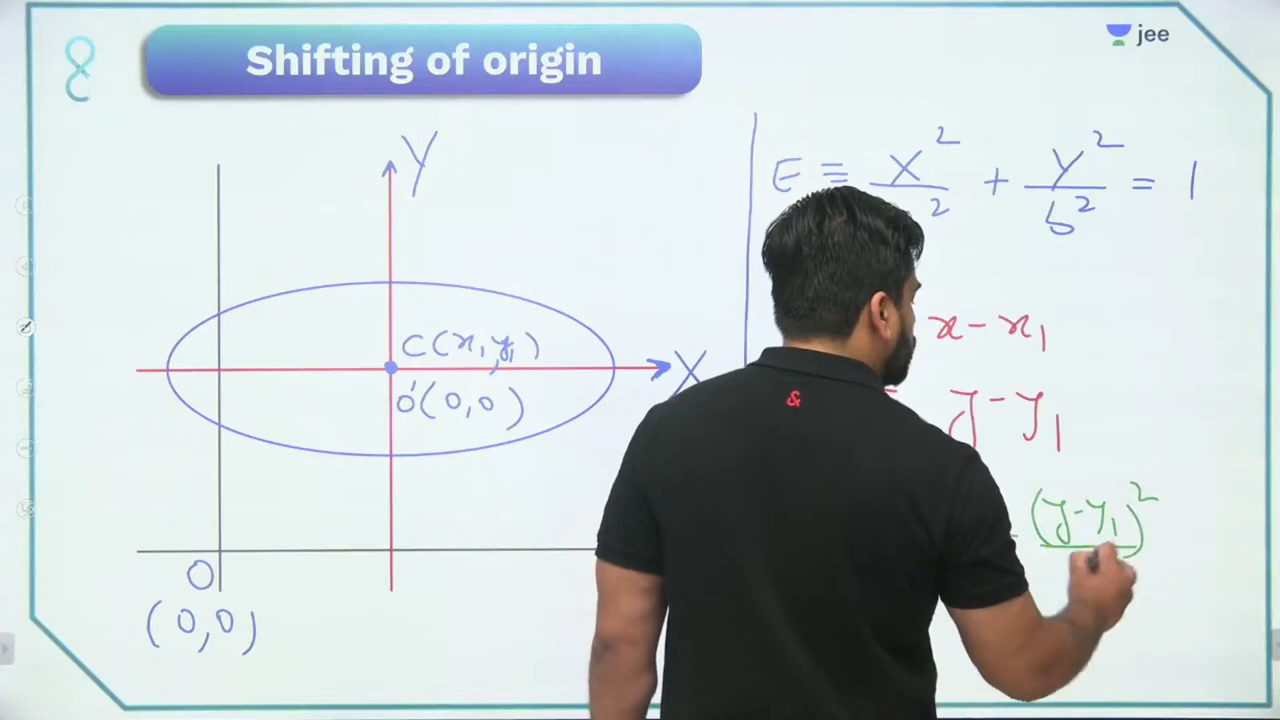 Shifting of origin
jee
Y
C(x₁,y₁)
O'(0,0)
X
O
(0,0)
E ≡ X² / ² + Y² / b² = 1
x - x₁
y - y₁
(y-y₁)²